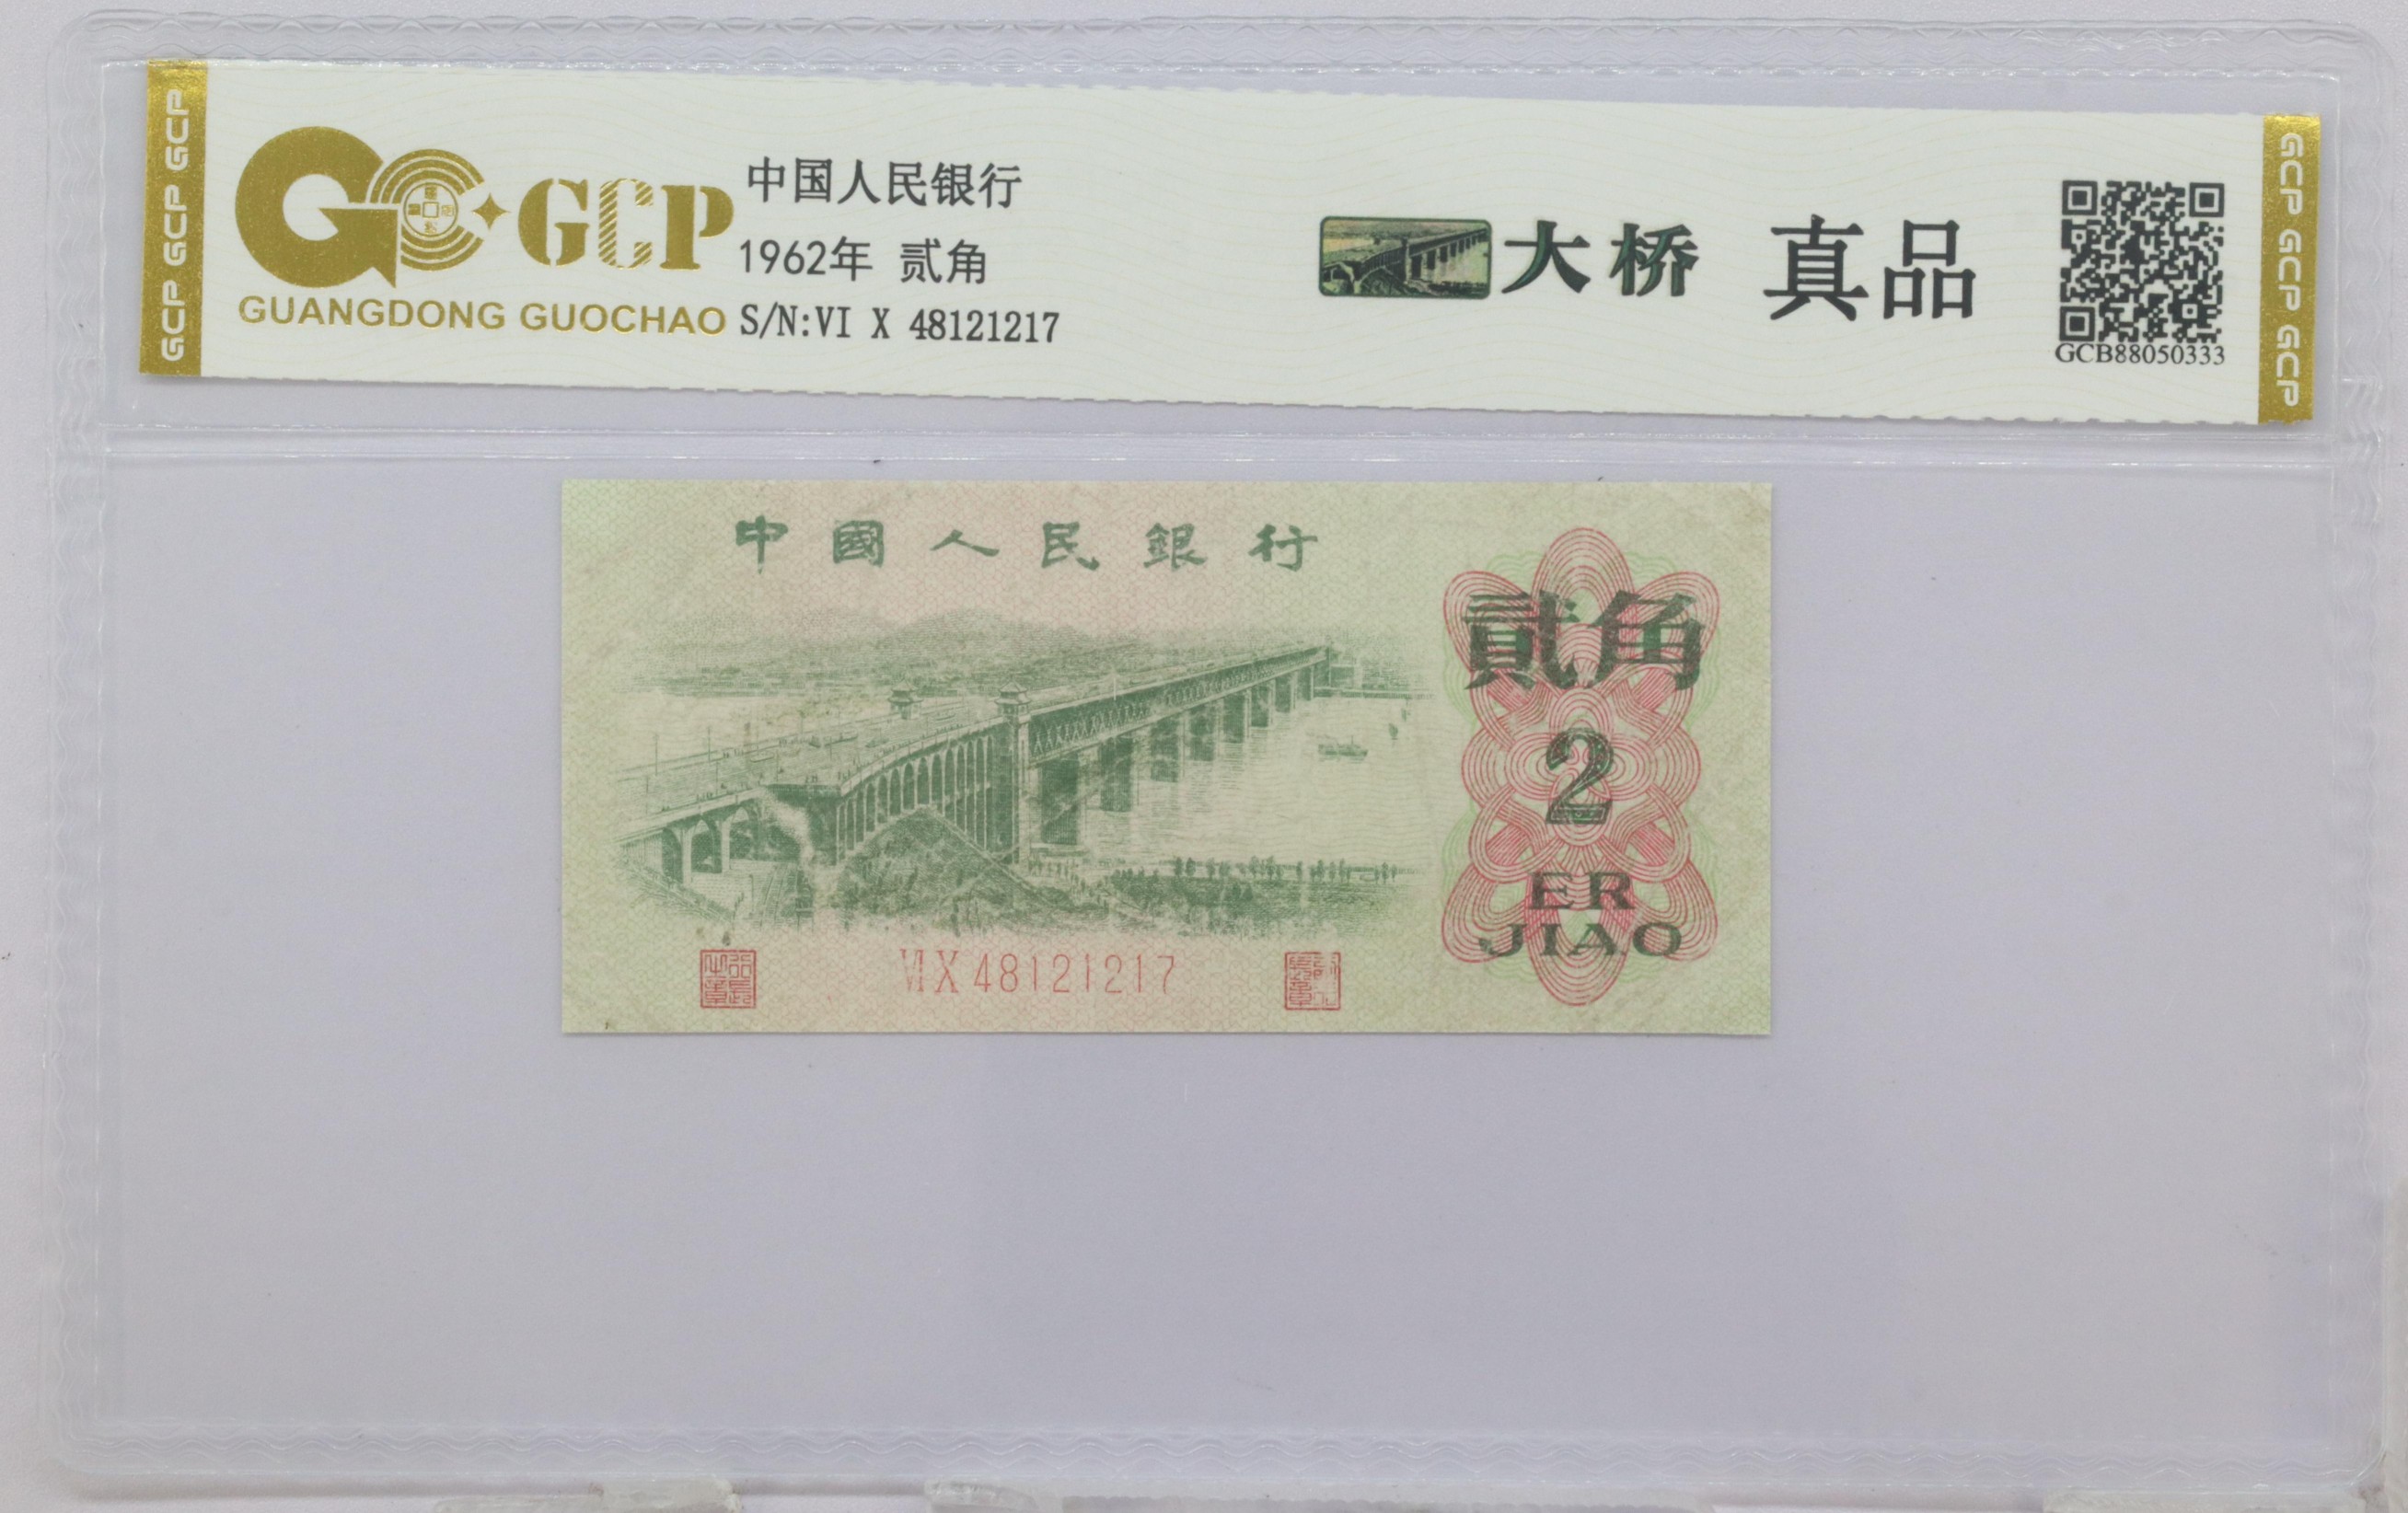 GCP GCP GCP
GCP
GUANGDONG GUOCHAO
中国人民银行
1962年 贰角
S/N:VI X 48121217
大桥 真品
GCB88050333
GCP GCP GCP
中國人民銀行
貳角
2
ER
JIAO
VIX48121217